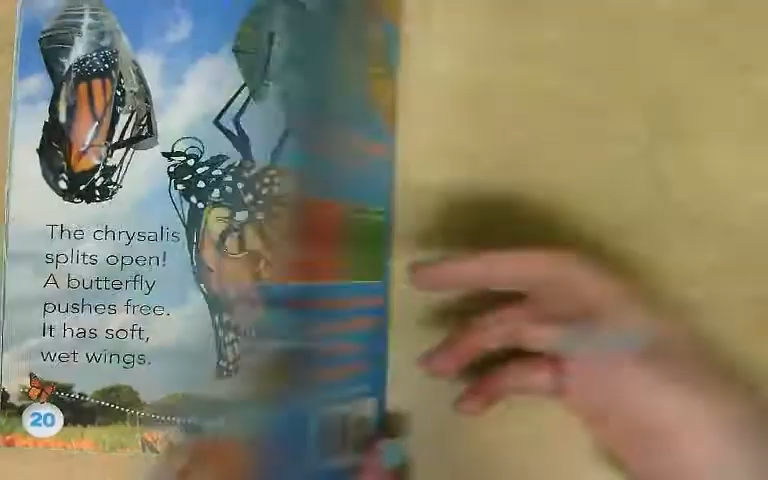 The chrysalis
splits open!
A butterfly
pushes free.
It has soft,
wet wings.
20